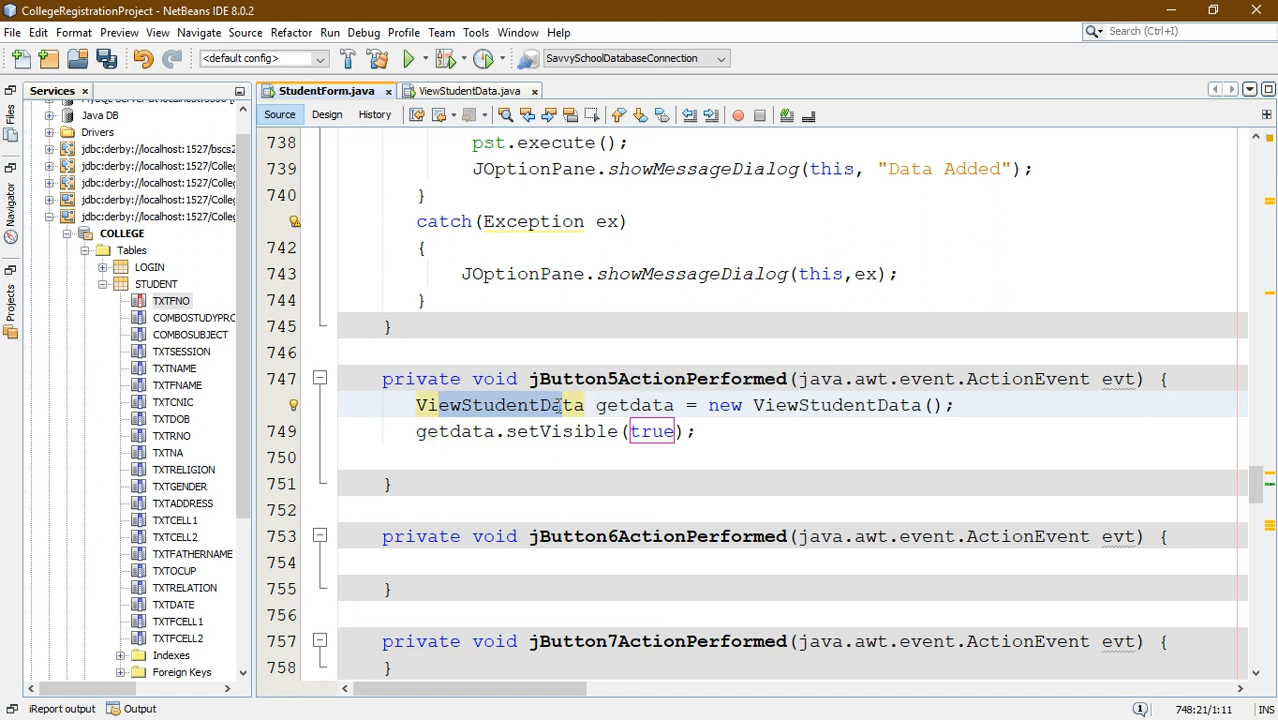 CollegeRegistrationProject - NetBeans IDE 8.0.2
File Edit Format Preview View Navigate Source Refactor Run Debug Profile Team Tools Window Help
Search (Ctrl+I)
<default config>
SavvySchoolDatabaseConnection
Services
StudentForm.java
ViewStudentData.java
Source Design History
Files
Navigator
Projects
Java DB
Drivers
jdbc:derby://localhost:1527/bscs2
jdbc:derby://localhost:1527/Colleg
jdbc:derby://localhost:1527/Colleg
jdbc:derby://localhost:1527/Colleg
jdbc:derby://localhost:1527/Colleg
COLLEGE
Tables
LOGIN
STUDENT
TXTFNO
COMBOSTUDYPRO
COMBOSUBJECT
TXTSESSION
TXTNAME
TXTFNAME
TXTCNIC
TXTDOB
TXTRNO
TXTNA
TXTRELIGION
TXTGENDER
TXTADDRESS
TXTCELL1
TXTCELL2
TXTFATHERNAME
TXTOCUP
TXTRELATION
TXTDATE
TXTFCELL1
TXTFCELL2
Indexes
Foreign Keys
738 pst.execute();
739 JOptionPane.showMessageDialog(this, "Data Added");
740 }
catch(Exception ex)
742 {
743 JOptionPane.showMessageDialog(this,ex);
744 }
745 }
746
747 private void jButton5ActionPerformed(java.awt.event.ActionEvent evt) {
ViewStudentData getdata = new ViewStudentData();
749 getdata.setVisible(true);
750
751 }
752
753 private void jButton6ActionPerformed(java.awt.event.ActionEvent evt) {
754
755 }
756
757 private void jButton7ActionPerformed(java.awt.event.ActionEvent evt) {
758 }
iReport output Output
1 748:21/1:11 INS